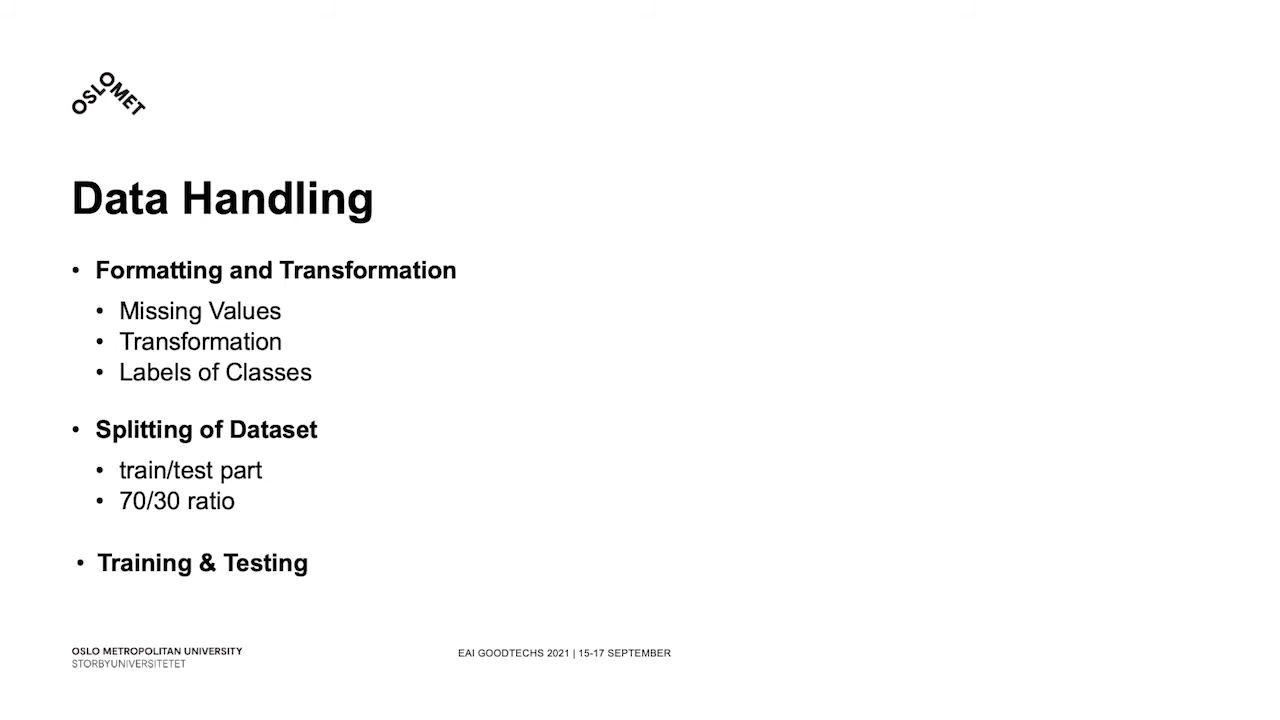 OSLOMET
Data Handling
• Formatting and Transformation
• Missing Values
• Transformation
• Labels of Classes
• Splitting of Dataset
• train/test part
• 70/30 ratio
• Training & Testing
OSLO METROPOLITAN UNIVERSITY
STORBYUNIVERSITETET
EAI GOODTECHS 2021 | 15-17 SEPTEMBER